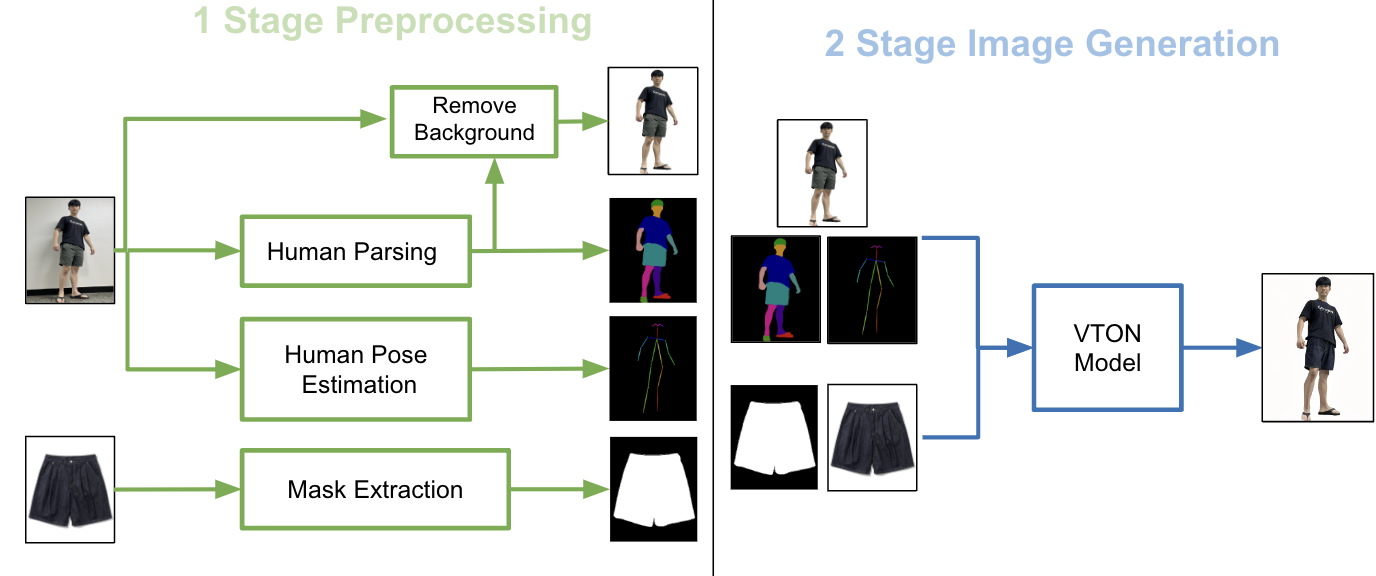 1 Stage Preprocessing
2 Stage Image Generation
Remove
Background
Human Parsing
Human Pose
Estimation
Mask Extraction
VTON
Model